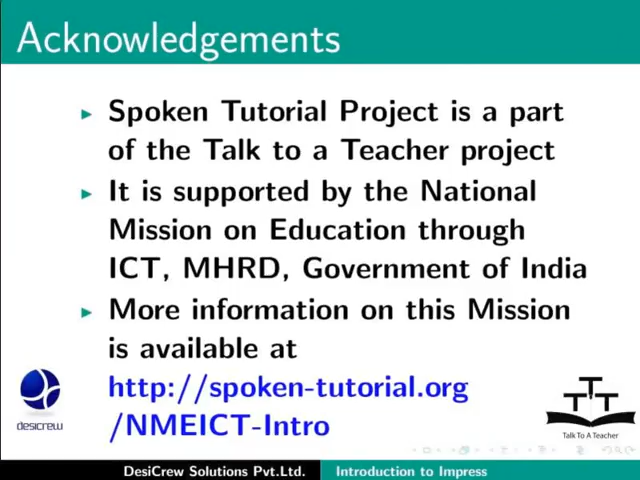 Acknowledgements
Spoken Tutorial Project is a part
of the Talk to a Teacher project
It is supported by the National
Mission on Education through
ICT, MHRD, Government of India
More information on this Mission
is available at
http://spoken-tutorial.org
/NMEICT-Intro
desicrew
TTT
Talk To A Teacher
DesiCrew Solutions Pvt.Ltd. Introduction to Impress